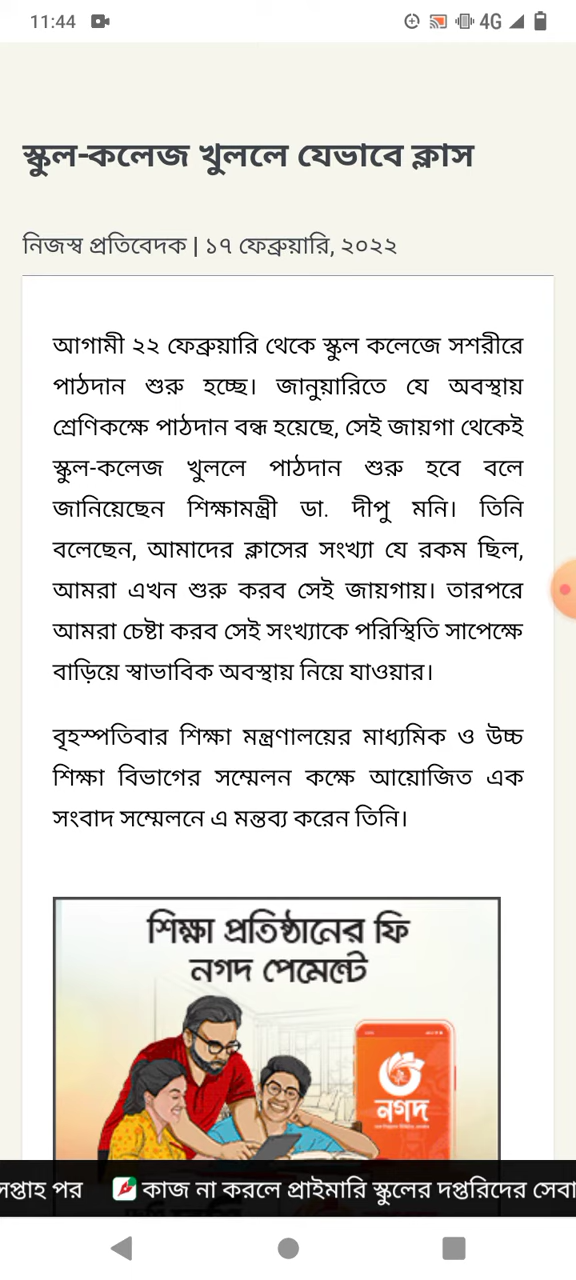 11:44
4G
স্কুল-কলেজ খুললে যেভাবে ক্লাস
নিজস্ব প্রতিবেদক | ১৭ ফেব্রুয়ারি, ২০২২
আগামী ২২ ফেব্রুয়ারি থেকে স্কুল কলেজে সশরীরে
পাঠদান শুরু হচ্ছে। জানুয়ারিতে যে অবস্থায়
শ্রেণিকক্ষে পাঠদান বন্ধ হয়েছে, সেই জায়গা থেকেই
স্কুল-কলেজ খুললে পাঠদান শুরু হবে বলে
জানিয়েছেন শিক্ষামন্ত্রী ডা. দীপু মনি। তিনি
বলেছেন, আমাদের ক্লাসের সংখ্যা যে রকম ছিল,
আমরা এখন শুরু করব সেই জায়গায়। তারপরে
আমরা চেষ্টা করব সেই সংখ্যাকে পরিস্থিতি সাপেক্ষে
বাড়িয়ে স্বাভাবিক অবস্থায় নিয়ে যাওয়ার।
বৃহস্পতিবার শিক্ষা মন্ত্রণালয়ের মাধ্যমিক ও উচ্চ
শিক্ষা বিভাগের সম্মেলন কক্ষে আয়োজিত এক
সংবাদ সম্মেলনে এ মন্তব্য করেন তিনি।
শিক্ষা প্রতিষ্ঠানের ফি
নগদ পেমেন্টে
নগদ
সপ্তাহ পর কাজ না করলে প্রাইমারি স্কুলের দপ্তরিদের সেবা